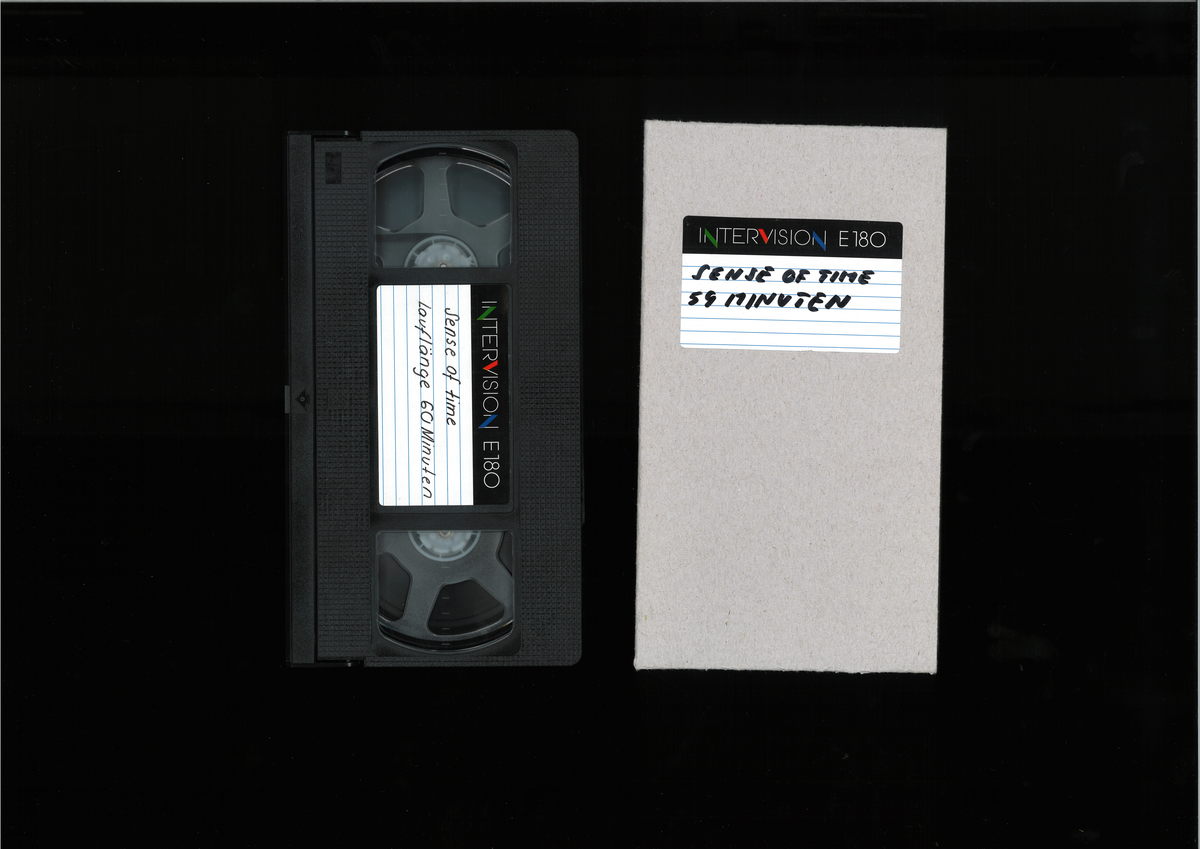 INTERVISION E180
Sense of time
Lauflänge 60 Minuten
INTERVISION E180
SENSE OF TIME
59 MINUTEN